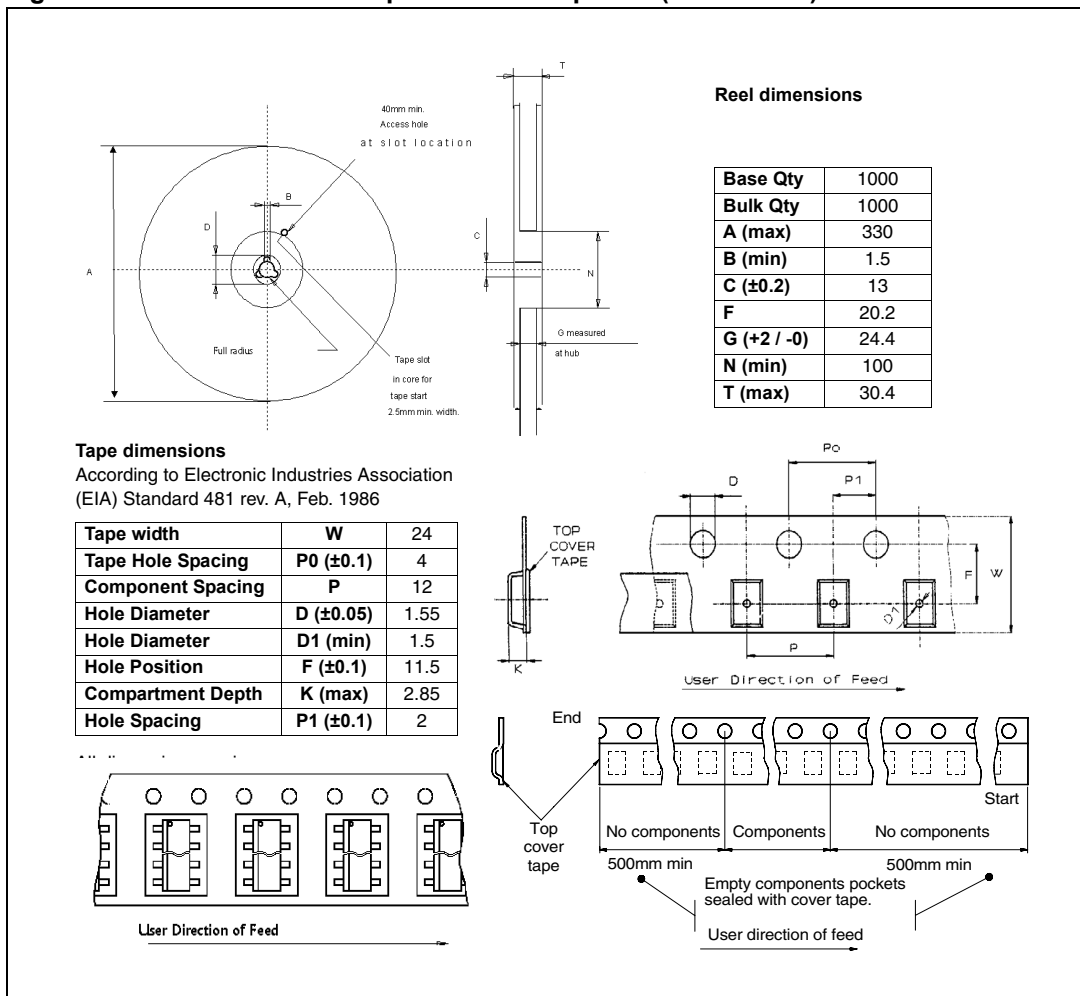 T
40mm min.
Access hole
at slot location
B
D
C
A
N
Full radius
G measured
at hub
Tape slot
in core for
tape start
2.5mm min. width.
Reel dimensions
Base Qty 1000
Bulk Qty 1000
A (max) 330
B (min) 1.5
C (±0.2) 13
F 20.2
G (+2 / -0) 24.4
N (min) 100
T (max) 30.4
Tape dimensions
According to Electronic Industries Association
(EIA) Standard 481 rev. A, Feb. 1986
Tape width W 24
Tape Hole Spacing P0 (±0.1) 4
Component Spacing P 12
Hole Diameter D (±0.05) 1.55
Hole Diameter D1 (min) 1.5
Hole Position F (±0.1) 11.5
Compartment Depth K (max) 2.85
Hole Spacing P1 (±0.1) 2
Po
D
P1
TOP
COVER
TAPE
F
W
D1
K
P
User Direction of Feed
End
Start
Top
cover
tape
No components
Components
No components
500mm min
500mm min
Empty components pockets
sealed with cover tape.
User direction of feed
User Direction of Feed